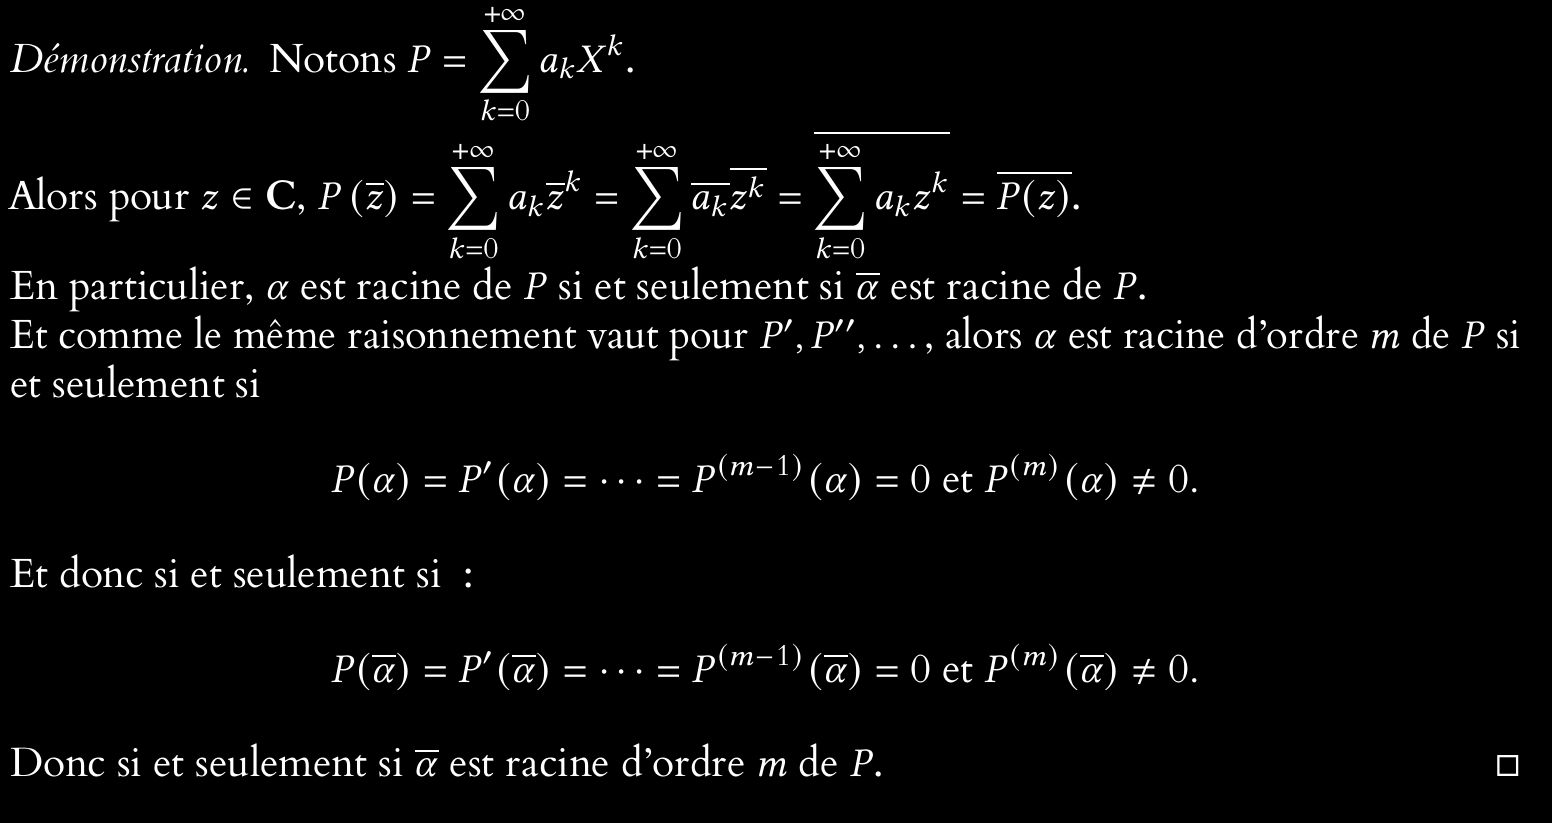 Démonstration. Notons $P = \sum_{k=0}^{+\infty} a_k X^k$.
Alors pour $z \in \mathbf{C}$, $P(\overline{z}) = \sum_{k=0}^{+\infty} a_k \overline{z}^k = \sum_{k=0}^{+\infty} \overline{a_k} \overline{z^k} = \overline{\sum_{k=0}^{+\infty} a_k z^k} = \overline{P(z)}$.
En particulier, $\alpha$ est racine de $P$ si et seulement si $\overline{\alpha}$ est racine de $P$.
Et comme le même raisonnement vaut pour $P', P'', \ldots$, alors $\alpha$ est racine d'ordre $m$ de $P$ si
et seulement si
$P(\alpha) = P'(\alpha) = \cdots = P^{(m-1)}(\alpha) = 0$ et $P^{(m)}(\alpha) \neq 0$.
Et donc si et seulement si :
$P(\overline{\alpha}) = P'(\overline{\alpha}) = \cdots = P^{(m-1)}(\overline{\alpha}) = 0$ et $P^{(m)}(\overline{\alpha}) \neq 0$.
Donc si et seulement si $\overline{\alpha}$ est racine d'ordre $m$ de $P$. □